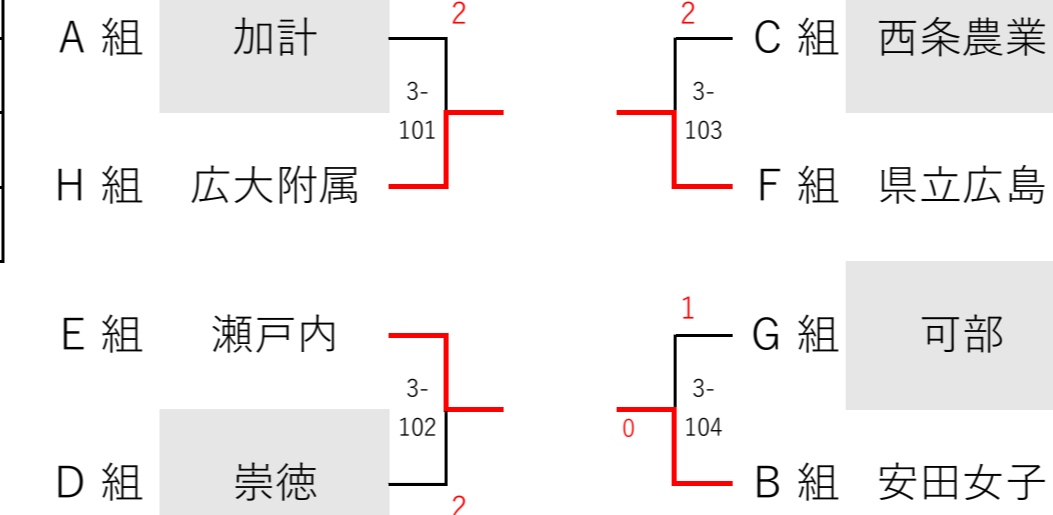 2
A 組 加計
3-
101
H 組 広大附属
E 組 瀬戸内
3-
102
D 組 崇徳
2
2
C 組 西条農業
3-
103
F 組 県立広島
1
G 組 可部
3-
104
0
B 組 安田女子